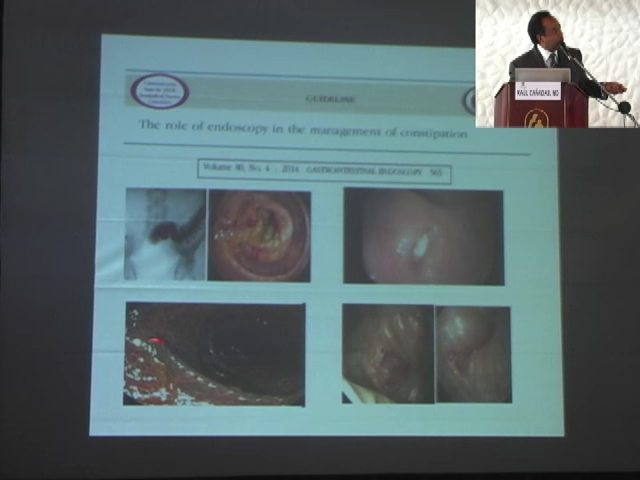 GUIDELINE
The role of endoscopy in the management of constipation
Volume 80, No. 4 : 2014 GASTROINTESTINAL ENDOSCOPY 563
RAÚL CAÑADAS, MD